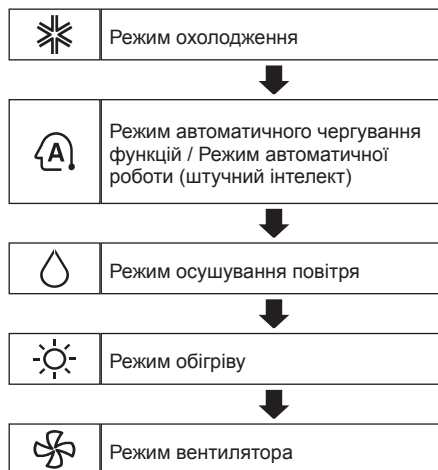 Режим охолодження
A
Режим автоматичного чергування
функцій / Режим автоматичної
роботи (штучний інтелект)
Режим осушування повітря
Режим обігріву
Режим вентилятора